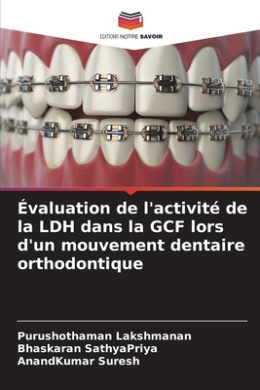 EDITIONS NOTRE SAVOIR
Évaluation de l'activité de
la LDH dans la GCF lors
d'un mouvement dentaire
orthodontique
Purushothaman Lakshmanan
Bhaskaran SathyaPriya
AnandKumar Suresh